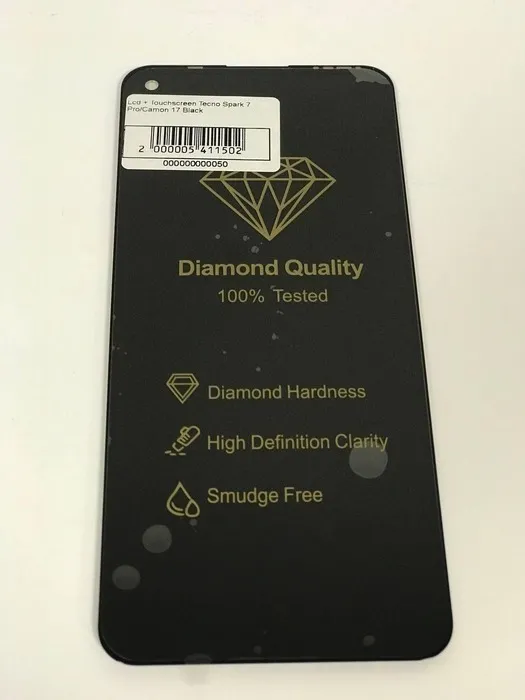 Lcd + Touchscreen Tecno Spark 7
Pro/Camon 17 Black
2 000005 411502
000000000050
Diamond Quality
100% Tested
Diamond Hardness
High Definition Clarity
Smudge Free